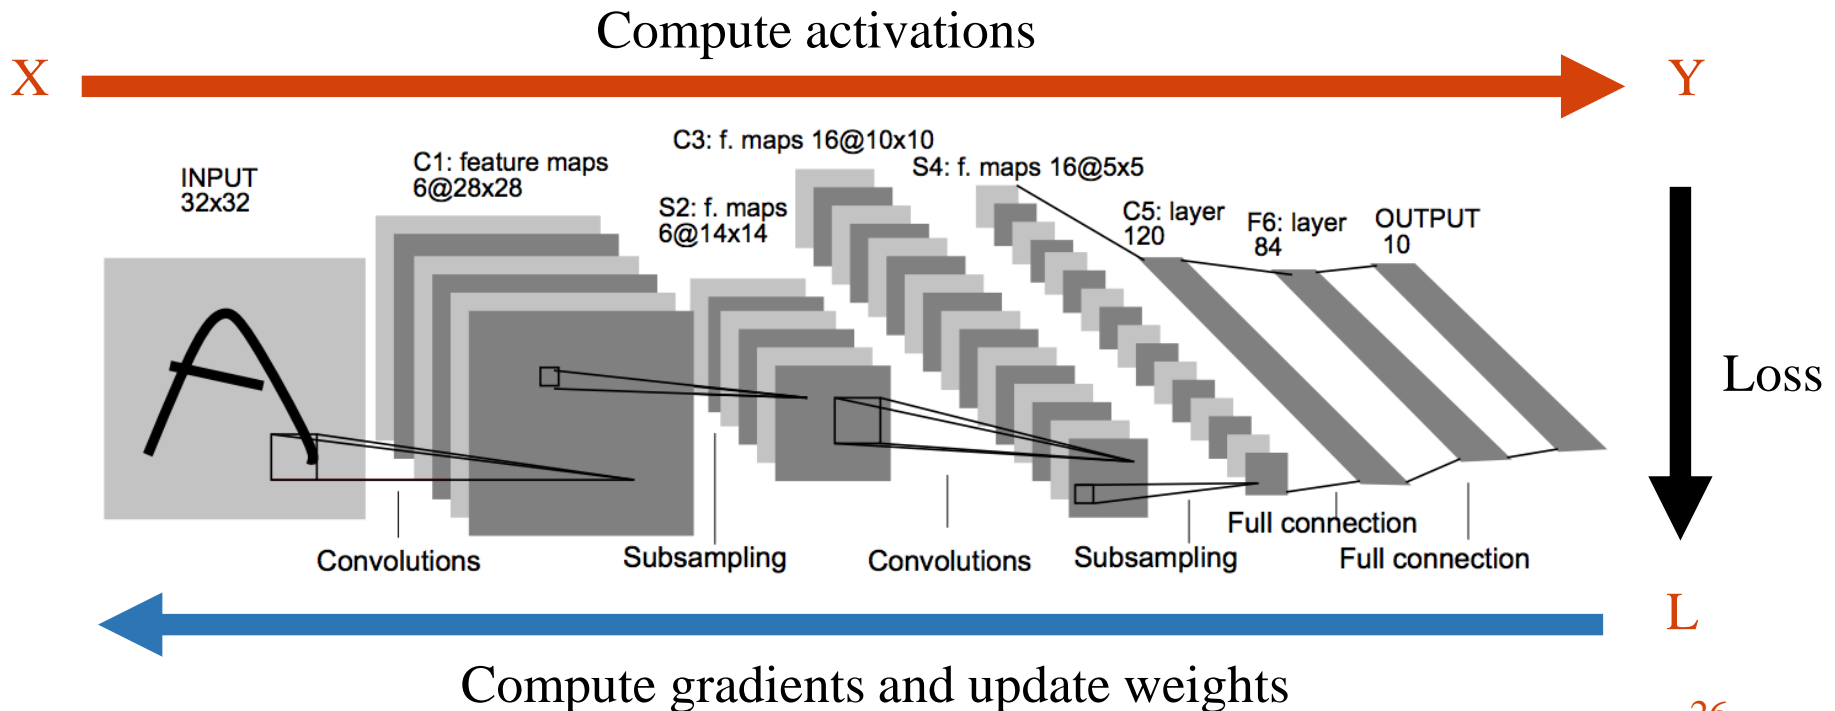 Compute activations
X
Y
INPUT
32x32
C1: feature maps
6@28x28
S2: f. maps
6@14x14
C3: f. maps 16@10x10
S4: f. maps 16@5x5
C5: layer
120
F6: layer
84
OUTPUT
10
Loss
Convolutions
Subsampling
Convolutions
Subsampling
Full connection
Full connection
L
Compute gradients and update weights